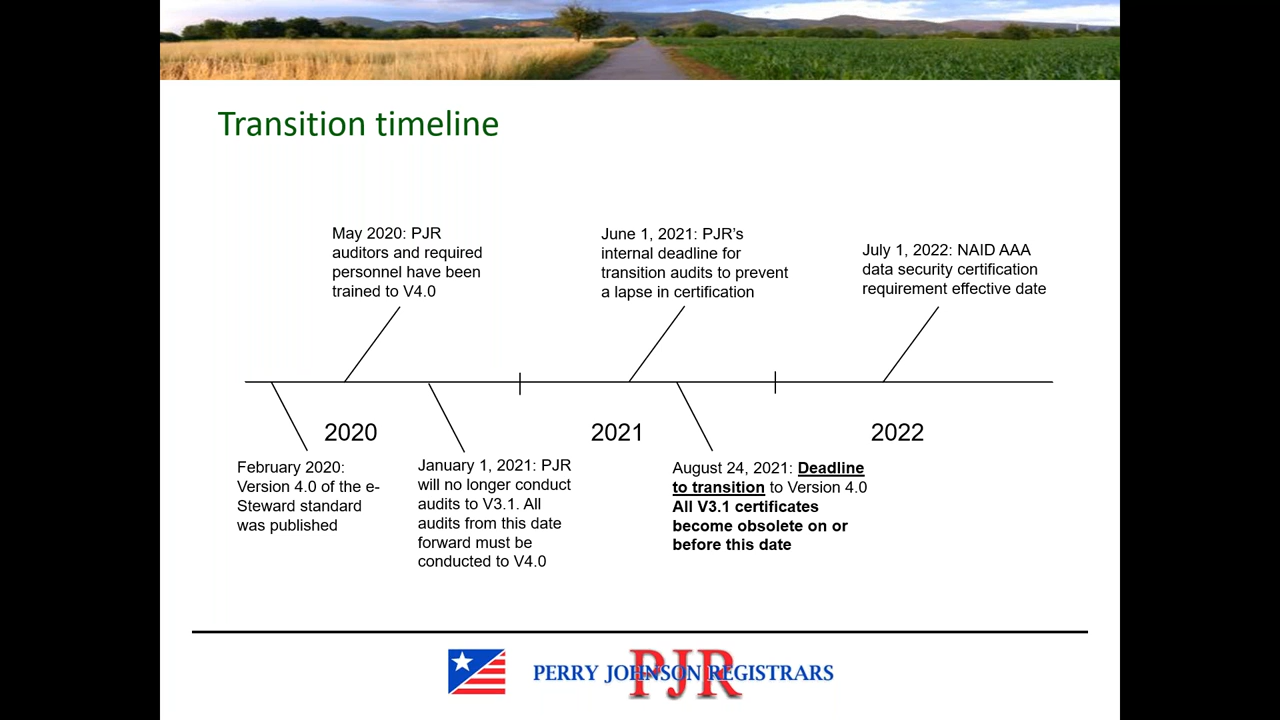 Transition timeline
May 2020: PJR
auditors and required
personnel have been
trained to V4.0
June 1, 2021: PJR's
internal deadline for
transition audits to prevent
a lapse in certification
July 1, 2022: NAID AAA
data security certification
requirement effective date
2020
2021
2022
February 2020:
Version 4.0 of the e-
Steward standard
was published
January 1, 2021: PJR
will no longer conduct
audits to V3.1. All
audits from this date
forward must be
conducted to V4.0
August 24, 2021: Deadline
to transition to Version 4.0
All V3.1 certificates
become obsolete on or
before this date
PJR
PERRY JOHNSON REGISTRARS